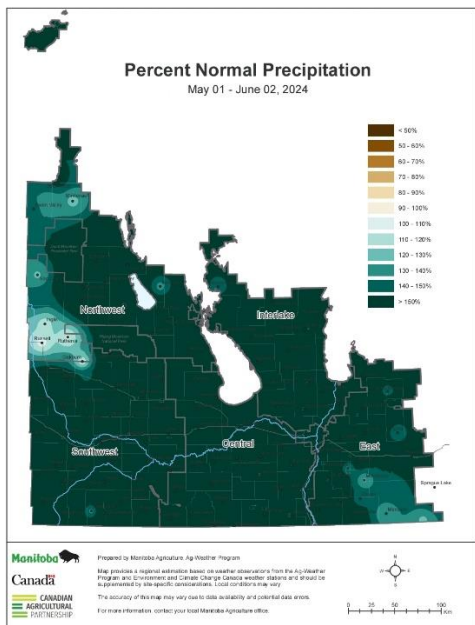 Percent Normal Precipitation
May 01 - June 02, 2024
< 50%
50 - 60%
60 - 70%
70 - 80%
80 - 90%
90 - 100%
100 - 110%
110 - 120%
120 - 130%
130 - 140%
140 - 150%
> 150%
Northwest
Interlake
Southwest
Central
East
Sprague Lake
Manitoba
Canada
CANADIAN
AGRICULTURAL
PARTNERSHIP
Prepared by Manitoba Agriculture, Ag-Weather Program
Map provides a regional estimation based on weather observations from the Ag-Weather
Program and Environment and Climate Change Canada weather stations and should be
supplemented by site-specific considerations. Local conditions may vary.
The accuracy of this map may vary due to data availability and potential data errors.
For more information, contact your local Manitoba Agriculture office.
N
0 50 100
Km